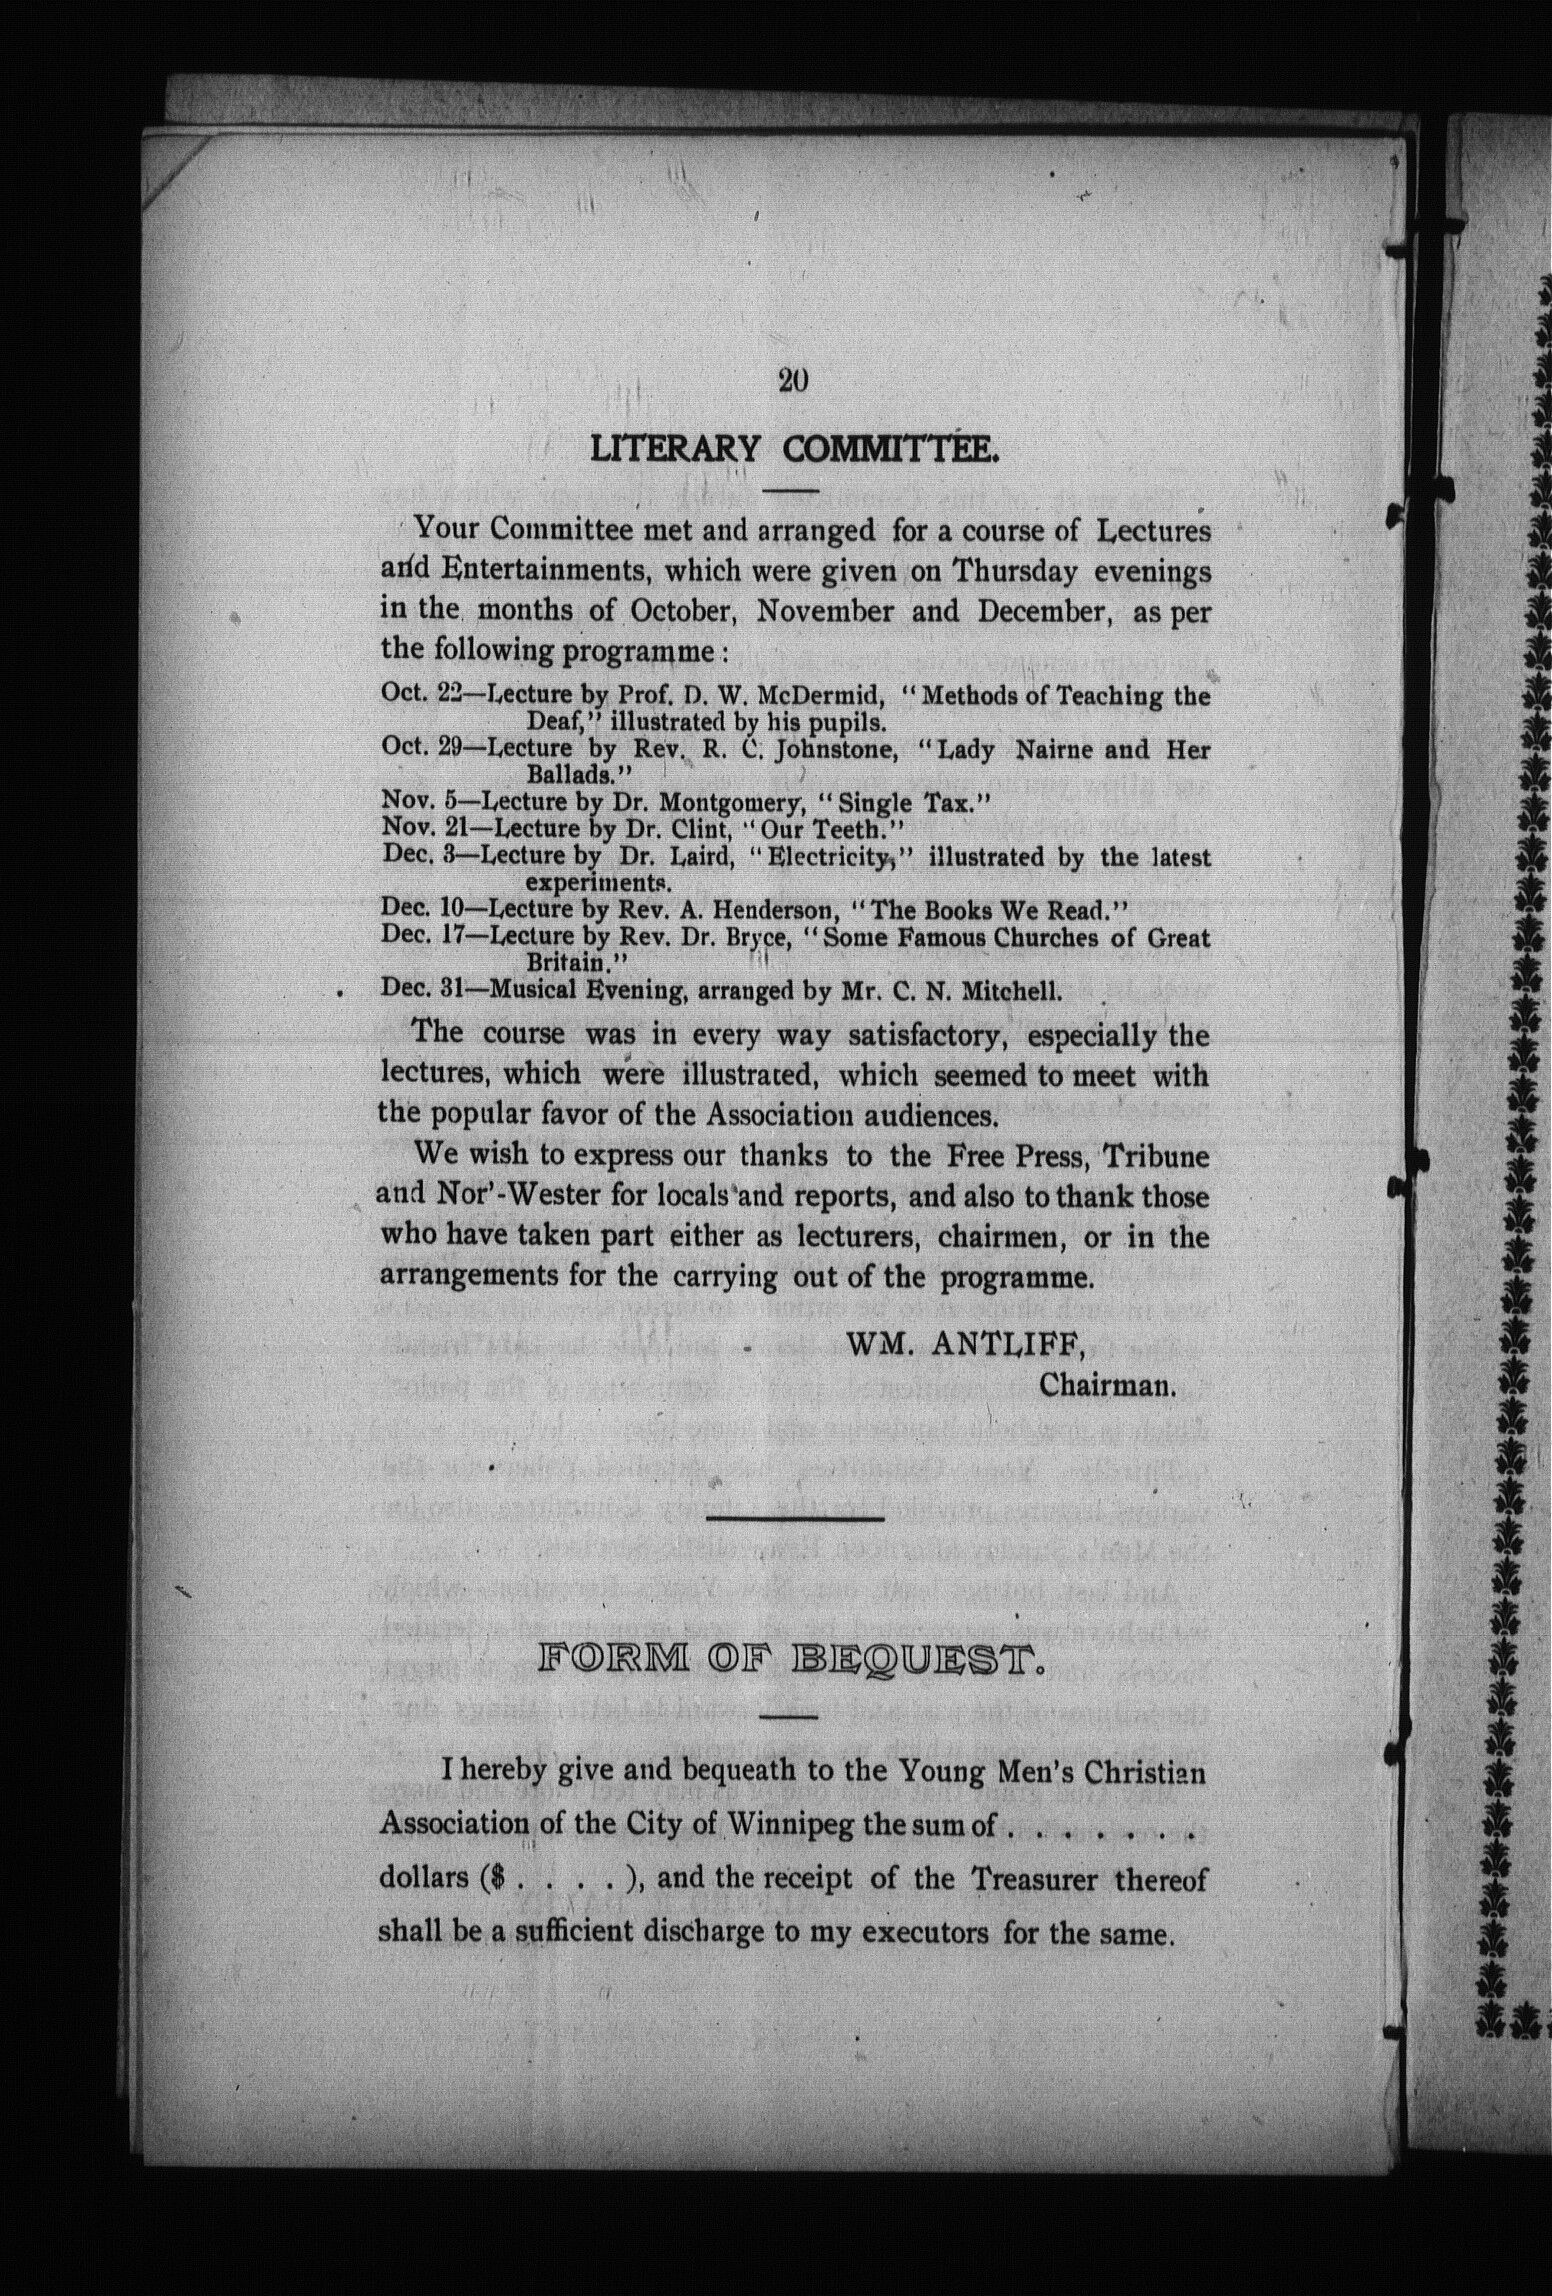 20
LITERARY COMMITTEE.
Your Committee met and arranged for a course of Lectures
and Entertainments, which were given on Thursday evenings
in the months of October, November and December, as per
the following programme :
Oct. 22—Lecture by Prof. D. W. McDermid, "Methods of Teaching the
Deaf," illustrated by his pupils.
Oct. 29—Lecture by Rev. R. C. Johnstone, "Lady Nairne and Her
Ballads."
Nov. 5—Lecture by Dr. Montgomery, "Single Tax."
Nov. 21—Lecture by Dr. Clint, "Our Teeth."
Dec. 3—Lecture by Dr. Laird, "Electricity," illustrated by the latest
experiments.
Dec. 10—Lecture by Rev. A. Henderson, "The Books We Read."
Dec. 17—Lecture by Rev. Dr. Bryce, "Some Famous Churches of Great
Britain."
Dec. 31—Musical Evening, arranged by Mr. C. N. Mitchell.
The course was in every way satisfactory, especially the
lectures, which were illustrated, which seemed to meet with
the popular favor of the Association audiences.
We wish to express our thanks to the Free Press, Tribune
and Nor'-Wester for locals and reports, and also to thank those
who have taken part either as lecturers, chairmen, or in the
arrangements for the carrying out of the programme.
WM. ANTLIFF,
Chairman.
FORM OF BEQUEST.
I hereby give and bequeath to the Young Men's Christian
Association of the City of Winnipeg the sum of . . . . . . .
dollars ($ . . . . ), and the receipt of the Treasurer thereof
shall be a sufficient discharge to my executors for the same.